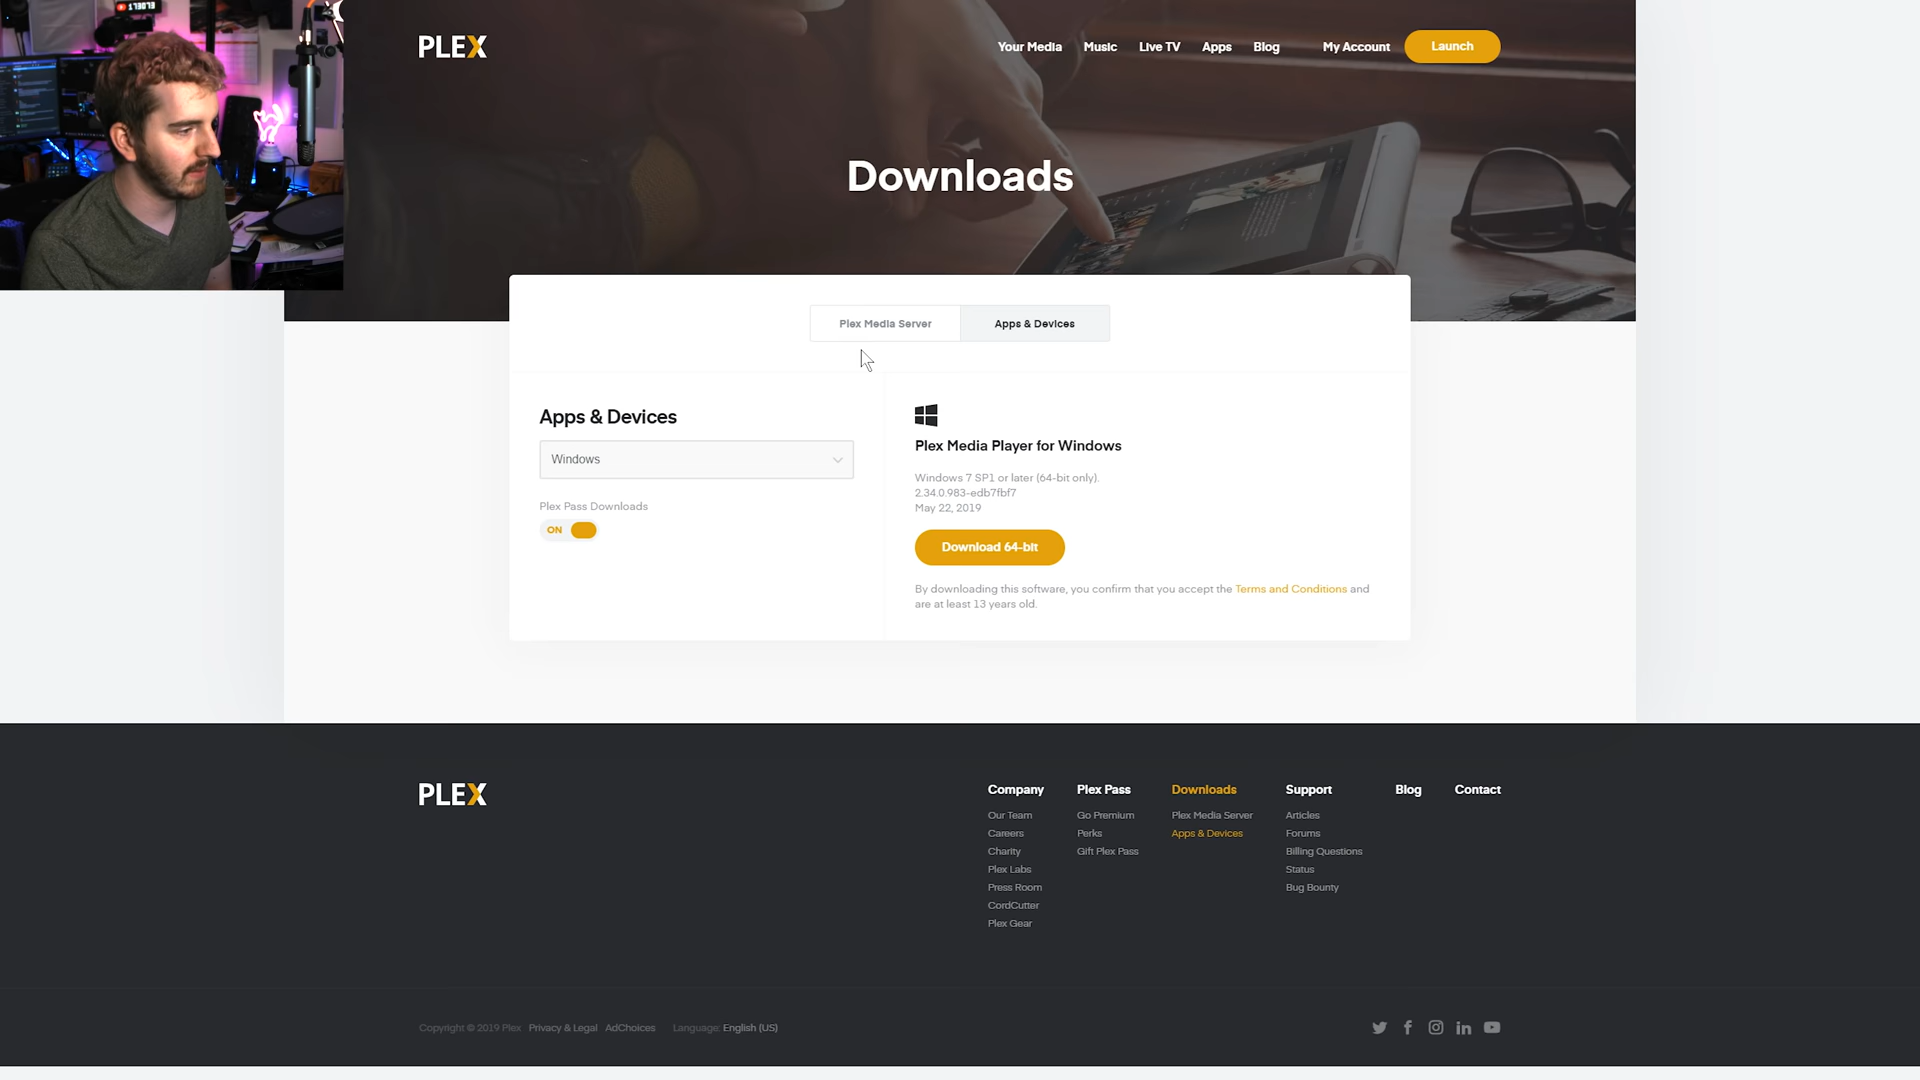 PLEX
Your Media Music Live TV Apps Blog My Account Launch
Downloads
Plex Media Server Apps & Devices
Apps & Devices
Windows
Plex Pass Downloads
ON
Plex Media Player for Windows
Windows 7 SP1 or later (64-bit only).
2.34.0.983-edb7fbf7
May 22, 2019
Download 64-bit
By downloading this software, you confirm that you accept the Terms and Conditions and
are at least 13 years old.
PLEX
Company
Our Team
Careers
Charity
Plex Labs
Press Room
CordCutter
Plex Gear
Plex Pass
Go Premium
Perks
Gift Plex Pass
Downloads
Plex Media Server
Apps & Devices
Support
Articles
Forums
Billing Questions
Status
Bug Bounty
Blog
Contact
Copyright © 2019 Plex Privacy & Legal AdChoices Language: English (US)